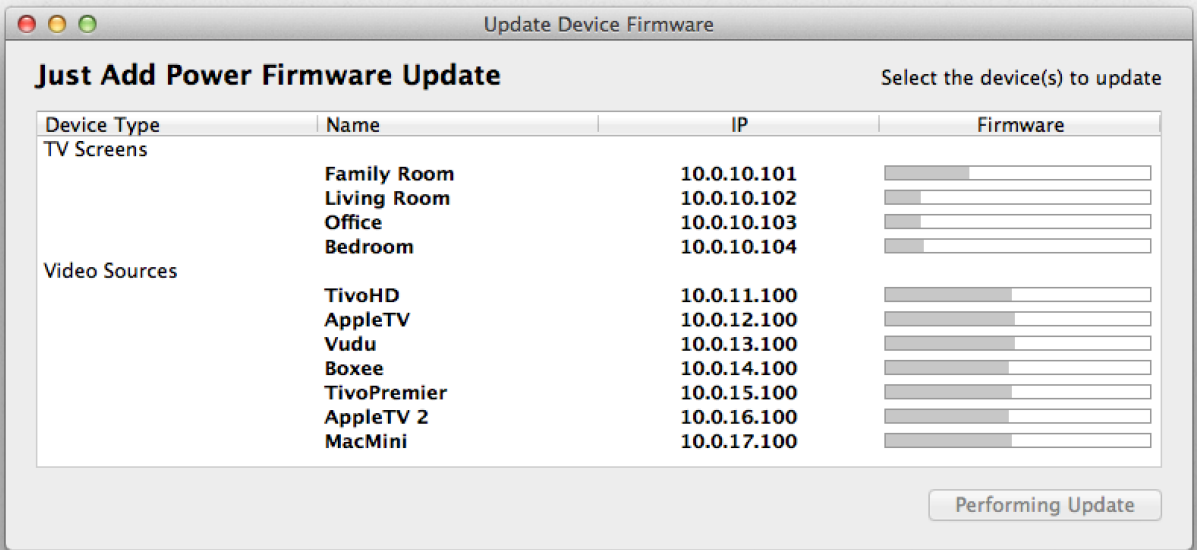 Update Device Firmware
Just Add Power Firmware Update
Select the device(s) to update
Device Type Name IP Firmware
TV Screens
Family Room 10.0.10.101
Living Room 10.0.10.102
Office 10.0.10.103
Bedroom 10.0.10.104
Video Sources
TivoHD 10.0.11.100
AppleTV 10.0.12.100
Vudu 10.0.13.100
Boxee 10.0.14.100
TivoPremier 10.0.15.100
AppleTV 2 10.0.16.100
MacMini 10.0.17.100
Performing Update